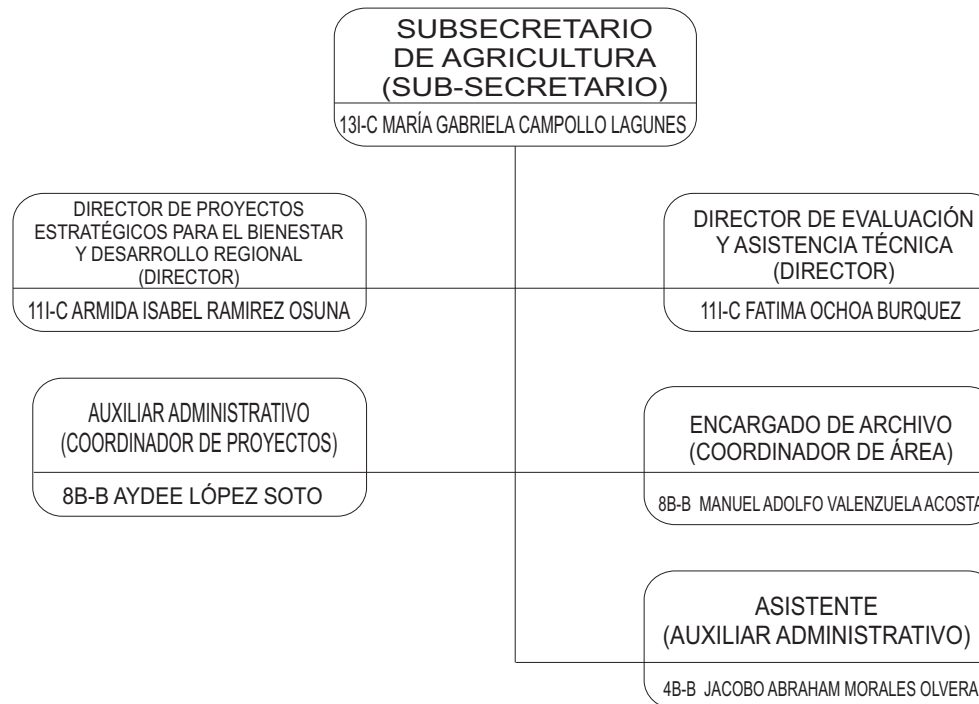 SUBSECRETARIO
DE AGRICULTURA
(SUB-SECRETARIO)
13I-C MARÍA GABRIELA CAMPOLLO LAGUNES
DIRECTOR DE PROYECTOS
ESTRATÉGICOS PARA EL BIENESTAR
Y DESARROLLO REGIONAL
(DIRECTOR)
11I-C ARMIDA ISABEL RAMIREZ OSUNA
DIRECTOR DE EVALUACIÓN
Y ASISTENCIA TÉCNICA
(DIRECTOR)
11I-C FATIMA OCHOA BURQUEZ
AUXILIAR ADMINISTRATIVO
(COORDINADOR DE PROYECTOS)
8B-B AYDEE LÓPEZ SOTO
ENCARGADO DE ARCHIVO
(COORDINADOR DE ÁREA)
8B-B MANUEL ADOLFO VALENZUELA ACOSTA
ASISTENTE
(AUXILIAR ADMINISTRATIVO)
4B-B JACOBO ABRAHAM MORALES OLVERA